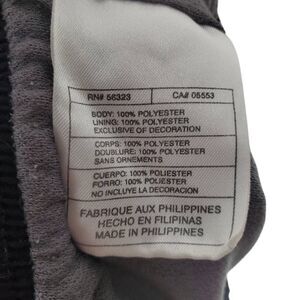 RN# 56323 CA# 05553
BODY: 100% POLYESTER
LINING: 100% POLYESTER
EXCLUSIVE OF DECORATION
CORPS: 100% POLYESTER
DOUBLURE: 100% POLYESTER
SANS ORNEMENTS
CUERPO: 100% POLIESTER
FORRO: 100% POLIESTER
NO INCLUYE LA DECORACION
FABRIQUE AUX PHILIPPINES
HECHO EN FILIPINAS
MADE IN PHILIPPINES